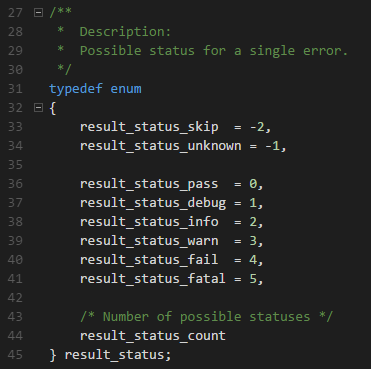 27 /**
28  *  Description:
29  *  Possible status for a single error.
30  */
31 typedef enum
32 {
33     result_status_skip  = -2,
34     result_status_unknown = -1,
35
36     result_status_pass  = 0,
37     result_status_debug = 1,
38     result_status_info  = 2,
39     result_status_warn  = 3,
40     result_status_fail  = 4,
41     result_status_fatal = 5,
42
43     /* Number of possible statuses */
44     result_status_count
45 } result_status;